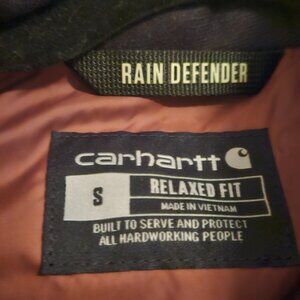 RAIN DEFENDER
carhartt
S
RELAXED FIT
MADE IN VIETNAM
BUILT TO SERVE AND PROTECT
ALL HARDWORKING PEOPLE